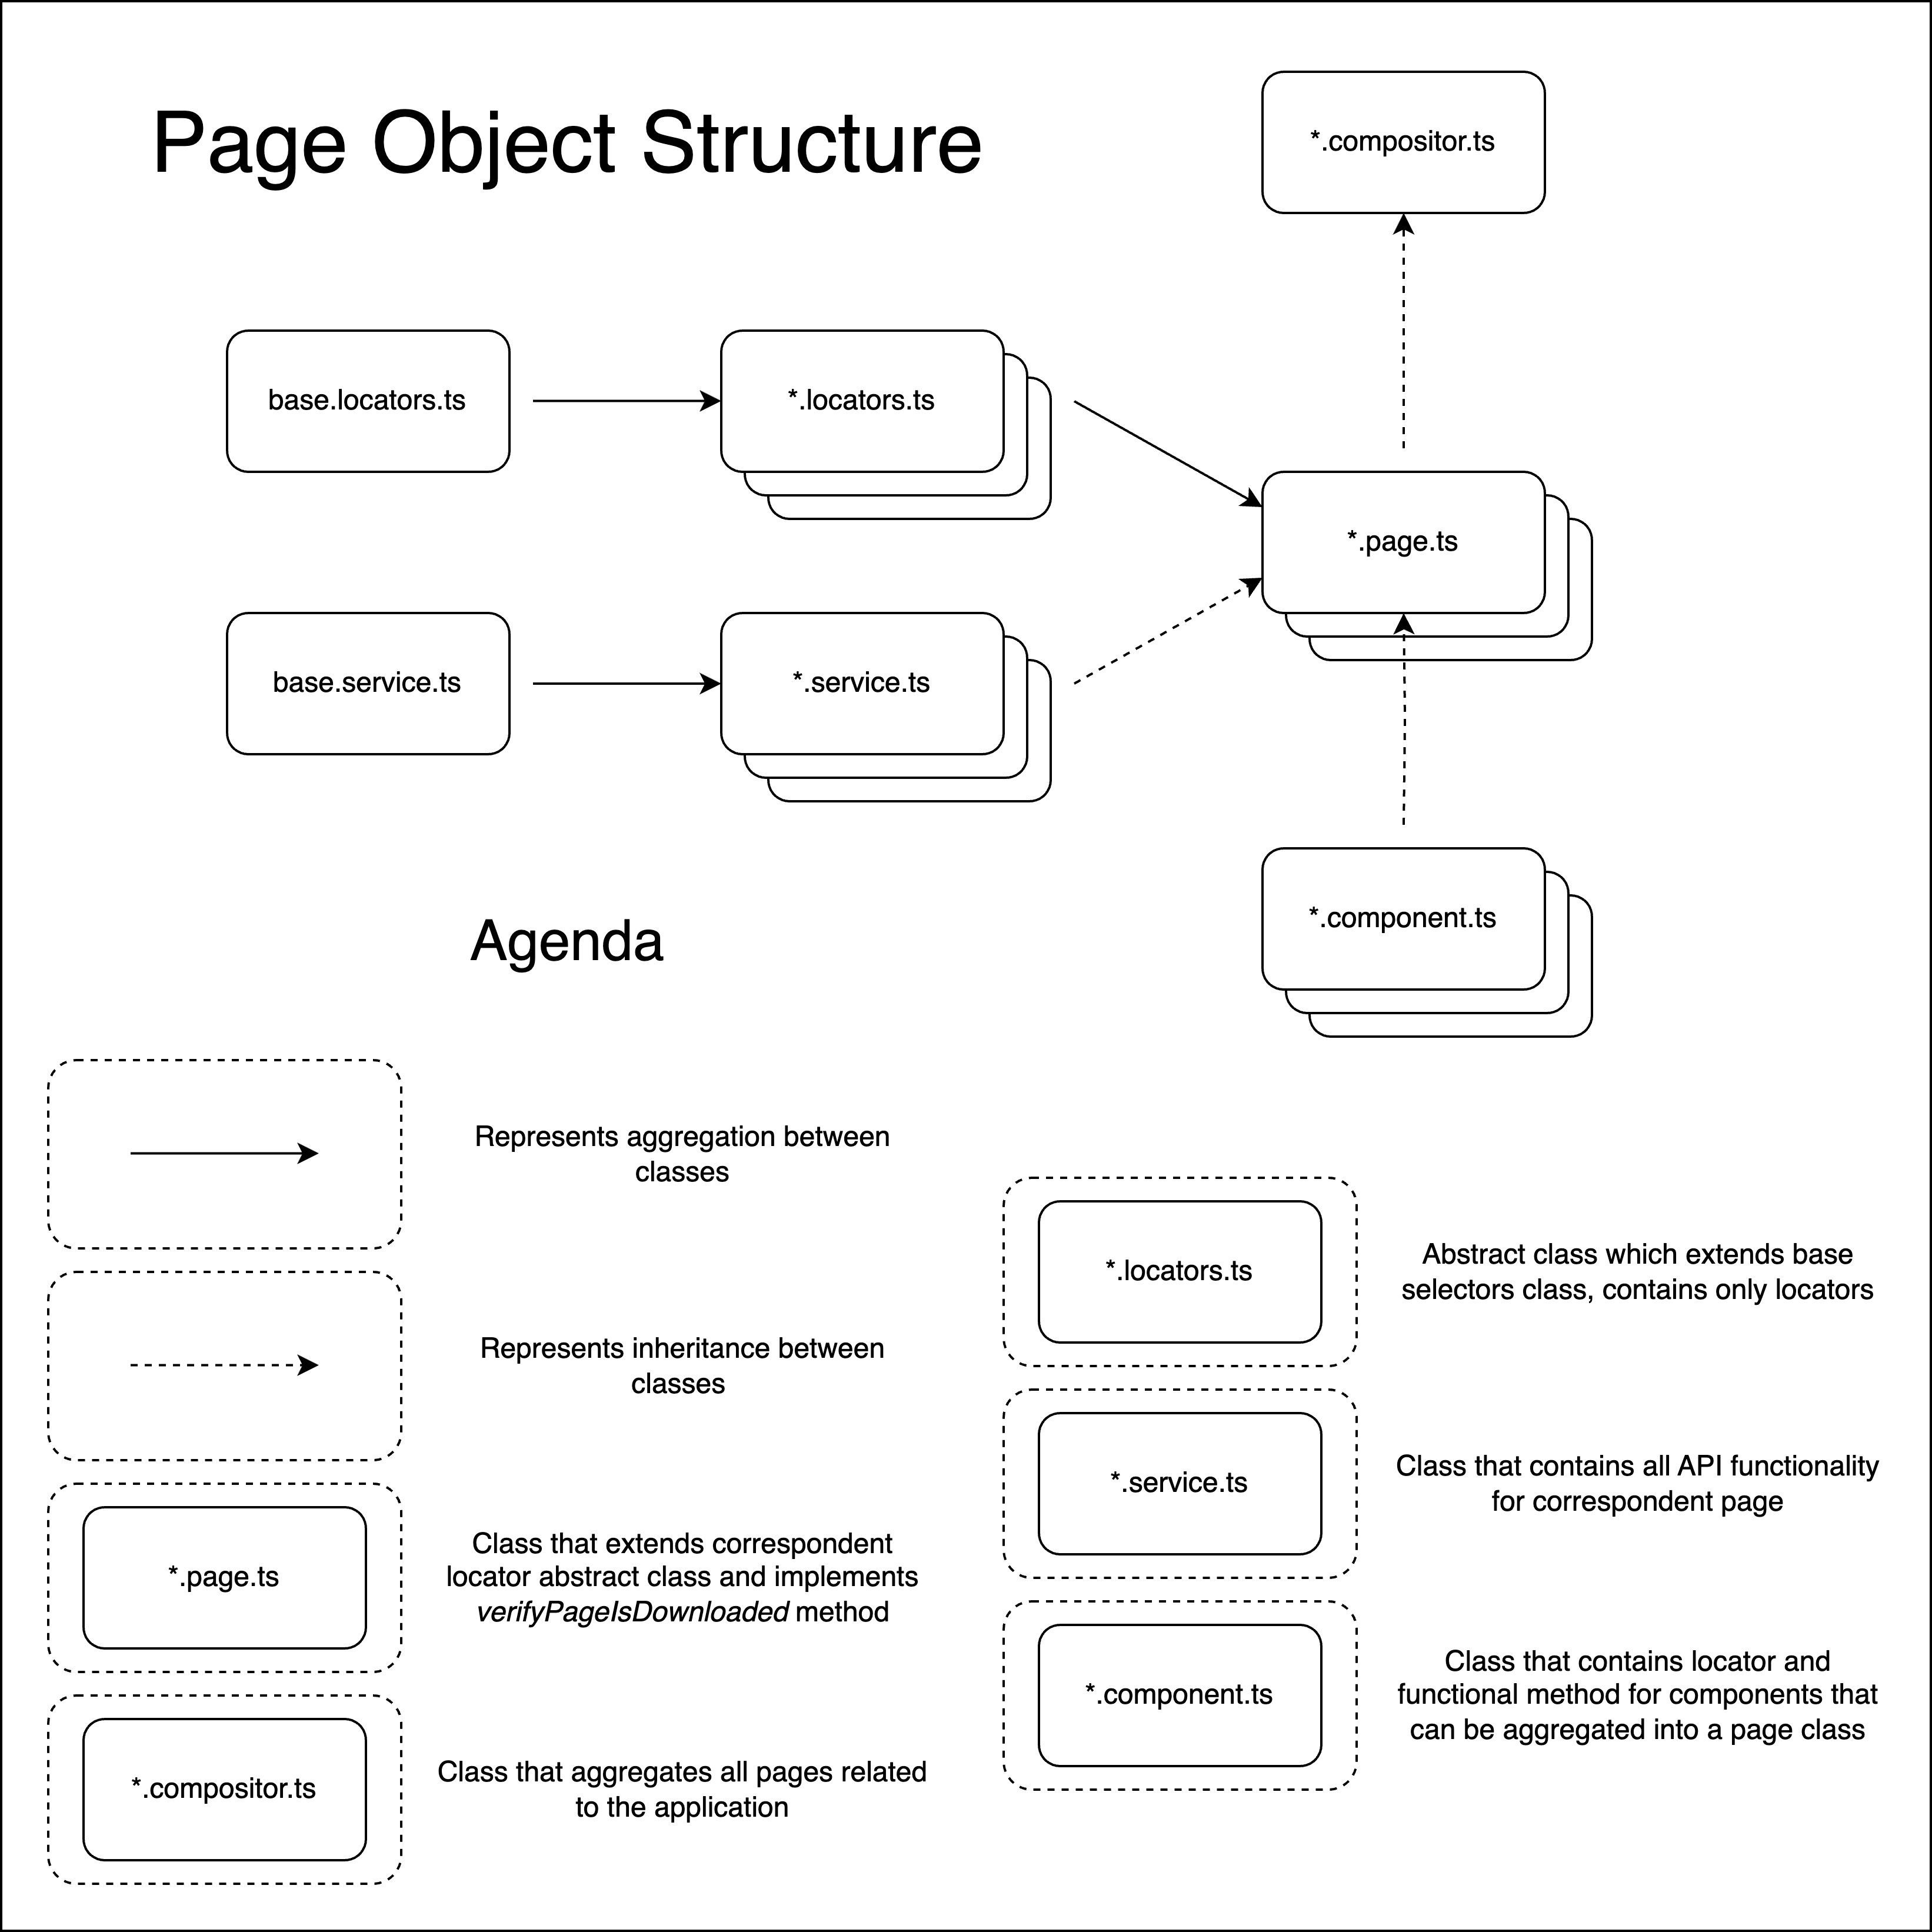 Page Object Structure
*.compositor.ts
base.locators.ts
*.locators.ts
*.page.ts
base.service.ts
*.service.ts
*.component.ts
Agenda
Represents aggregation between
classes
Represents inheritance between
classes
*.page.ts
Class that extends correspondent
locator abstract class and implements
verifyPageIsDownloaded method
*.compositor.ts
Class that aggregates all pages related
to the application
*.locators.ts
Abstract class which extends base
selectors class, contains only locators
*.service.ts
Class that contains all API functionality
for correspondent page
*.component.ts
Class that contains locator and
functional method for components that
can be aggregated into a page class